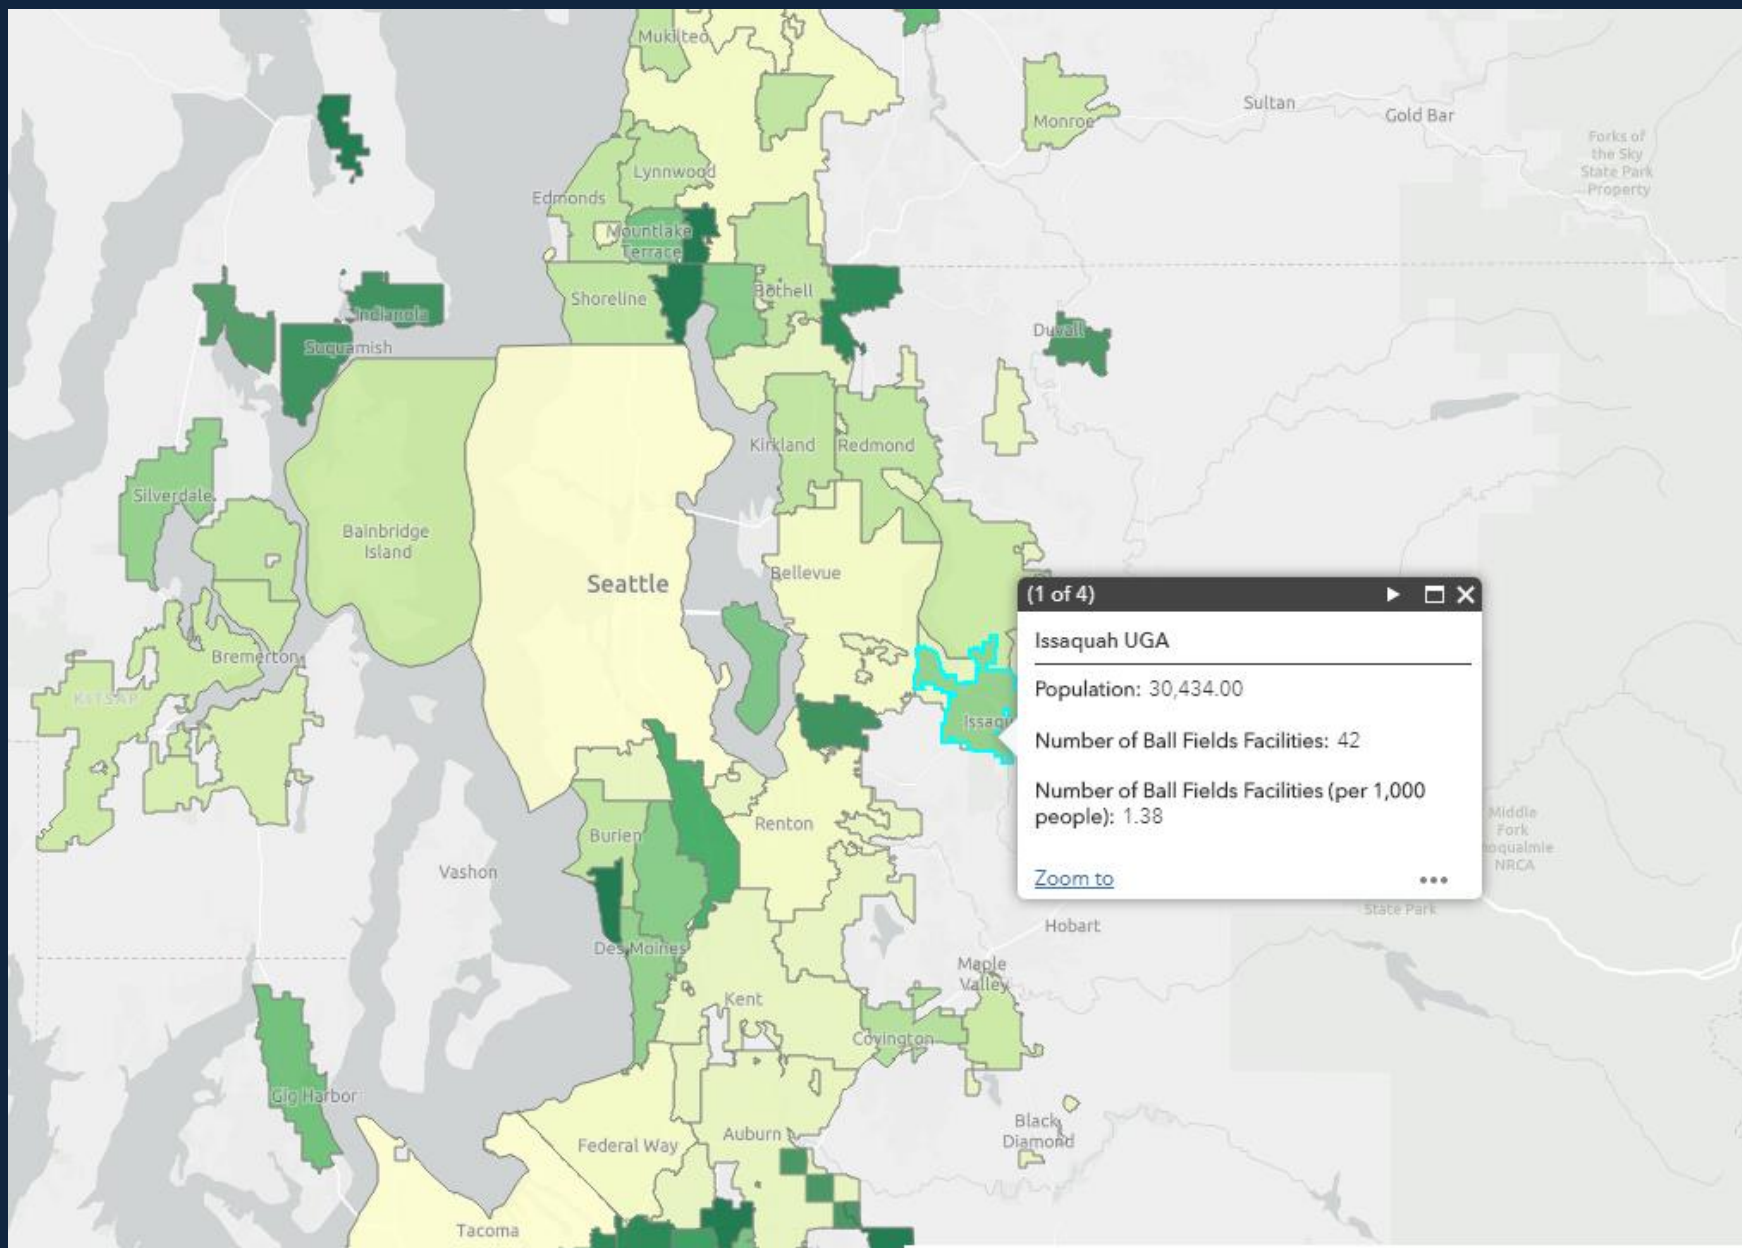 Mukilteo
Sultan
Gold Bar
Monroe
Forks of
the Sky
State Park
Property
Lynnwood
Edmonds
Mountlake
Terrace
Shoreline
Bothell
Indianola
Suquamish
Duvall
Kirkland
Redmond
Silverdale
Bainbridge
Island
Seattle
Bellevue
(1 of 4)
Issaquah UGA
Population: 30,434.00
Number of Ball Fields Facilities: 42
Number of Ball Fields Facilities (per 1,000
people): 1.38
Zoom to
Bremerton
KITSAP
Issaqu
Renton
Burien
Vashon
Middle
Fork
noqualmie
NRCA
State Park
Hobart
Des Moines
Maple
Valley
Kent
Covington
Gig Harbor
Black
Diamond
Federal Way
Auburn
Tacoma